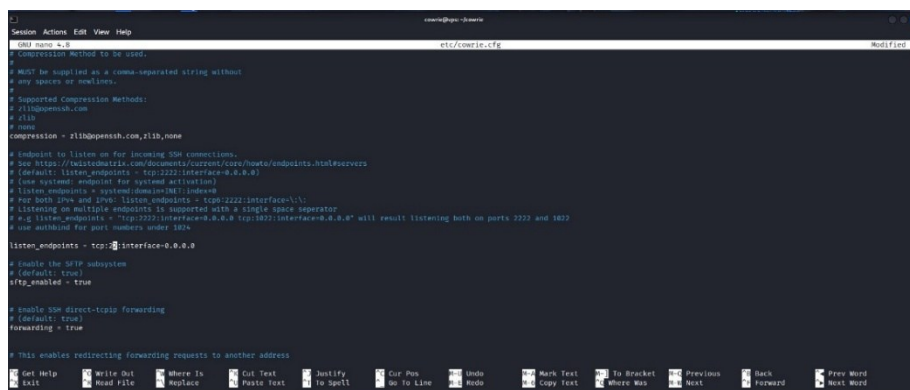 cowrie@vps: ~/cowrie
Session Actions Edit View Help
GNU nano 4.8 etc/cowrie.cfg Modified
# Compression Method to be used.
#
# MUST be supplied as a comma-separated string without
# any spaces or newlines.
#
# Supported Compression Methods:
# zlib@openssh.com
# zlib
# none
compression = zlib@openssh.com,zlib,none
# Endpoint to listen on for incoming SSH connections.
# See https://twistedmatrix.com/documents/current/core/howto/endpoints.html#servers
# (default: listen_endpoints = tcp:2222:interface=0.0.0.0)
# (use systemd: endpoint for systemd activation)
# listen_endpoints = systemd:domain=INET:index=0
# For both IPv4 and IPv6: listen_endpoints = tcp6:2222:interface=\:\:
# Listening on multiple endpoints is supported with a single space seperator
# e.g listen_endpoints = "tcp:2222:interface=0.0.0.0 tcp:1022:interface=0.0.0.0" will result listening both on ports 2222 and 1022
# use authbind for port numbers under 1024
listen_endpoints = tcp:22:interface=0.0.0.0
# Enable the SFTP subsystem
# (default: true)
sftp_enabled = true
# Enable SSH direct-tcpip forwarding
# (default: true)
forwarding = true
# This enables redirecting forwarding requests to another address
^G Get Help ^O Write Out ^W Where Is ^K Cut Text ^J Justify ^C Cur Pos M-U Undo M-A Mark Text M-] To Bracket M-Q Previous ^B Back Prev Word
^X Exit ^R Read File ^\ Replace ^U Paste Text ^T To Spell ^_ Go To Line M-E Redo M-6 Copy Text ^Q Where Was M-W Next ^F Forward Next Word